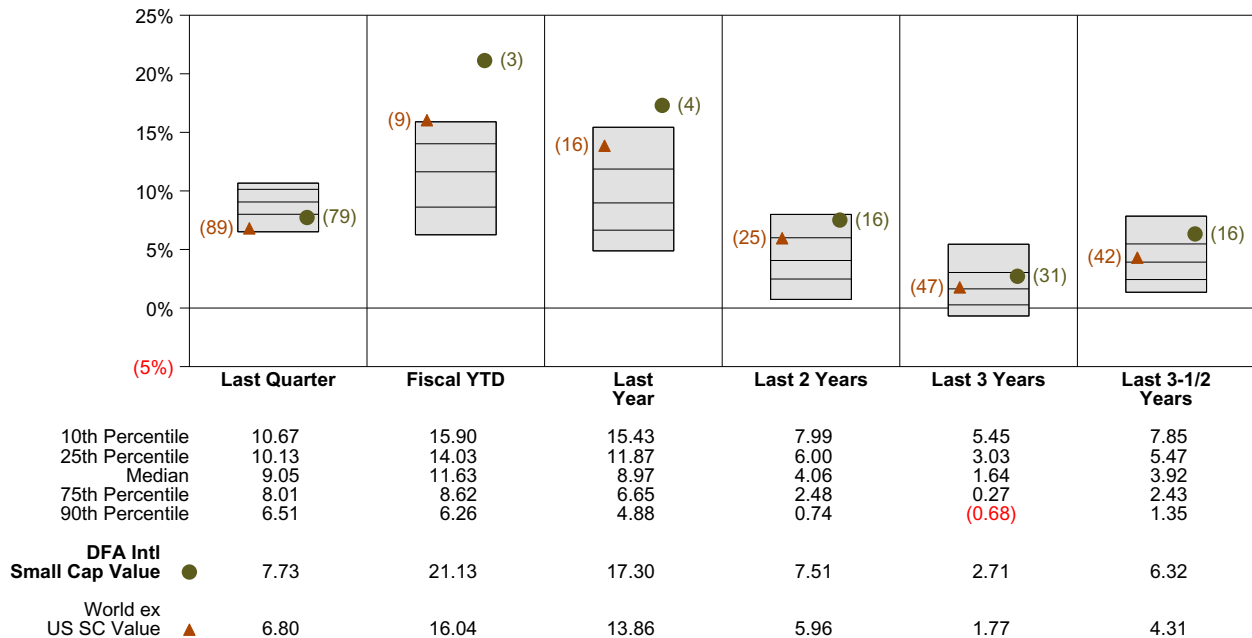 25%
20%
15%
10%
5%
0%
(5%)
(89) (79)
(9) (3)
(16) (4)
(25) (16)
(47) (31)
(42) (16)
Last Quarter Fiscal YTD Last Year Last 2 Years Last 3 Years Last 3-1/2 Years
10th Percentile 10.67 15.90 15.43 7.99 5.45 7.85
25th Percentile 10.13 14.03 11.87 6.00 3.03 5.47
Median 9.05 11.63 8.97 4.06 1.64 3.92
75th Percentile 8.01 8.62 6.65 2.48 0.27 2.43
90th Percentile 6.51 6.26 4.88 0.74 (0.68) 1.35
DFA Intl
Small Cap Value 7.73 21.13 17.30 7.51 2.71 6.32
World ex
US SC Value 6.80 16.04 13.86 5.96 1.77 4.31